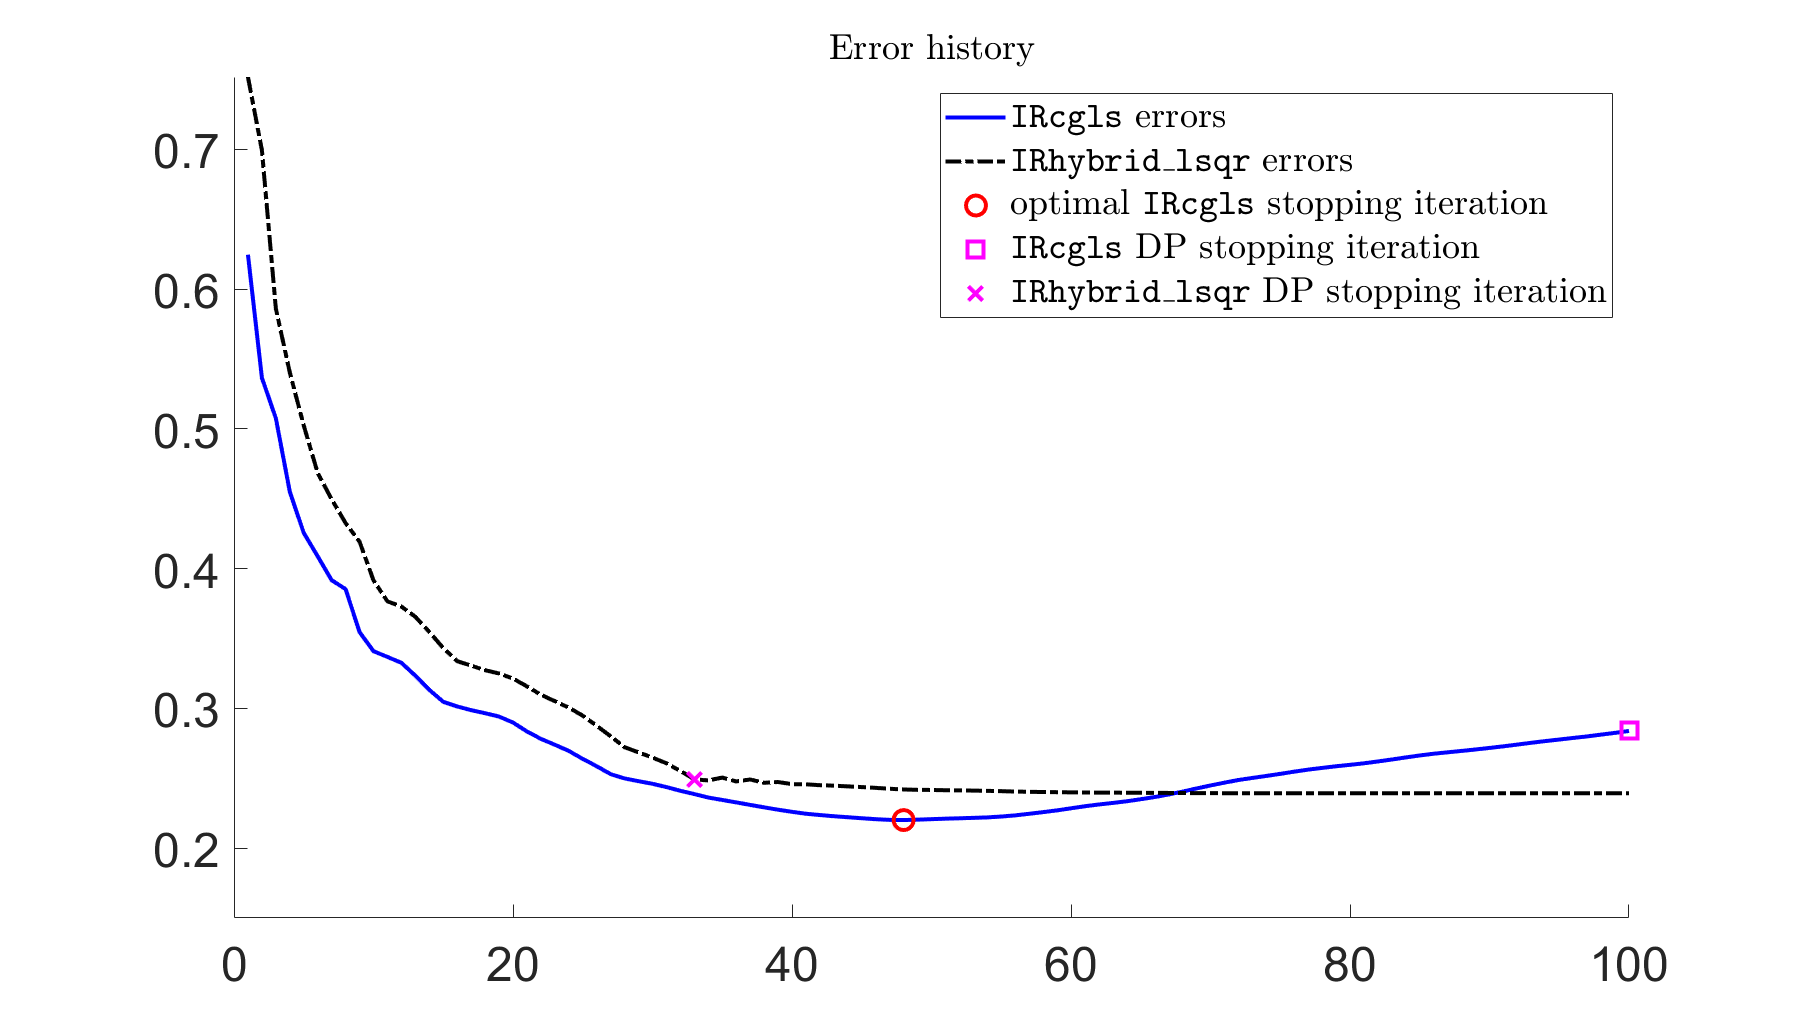 Error history
IRcgls errors
IRhybrid_lsqr errors
optimal IRcgls stopping iteration
IRcgls DP stopping iteration
IRhybrid_lsqr DP stopping iteration
0.7
0.6
0.5
0.4
0.3
0.2
0 20 40 60 80 100